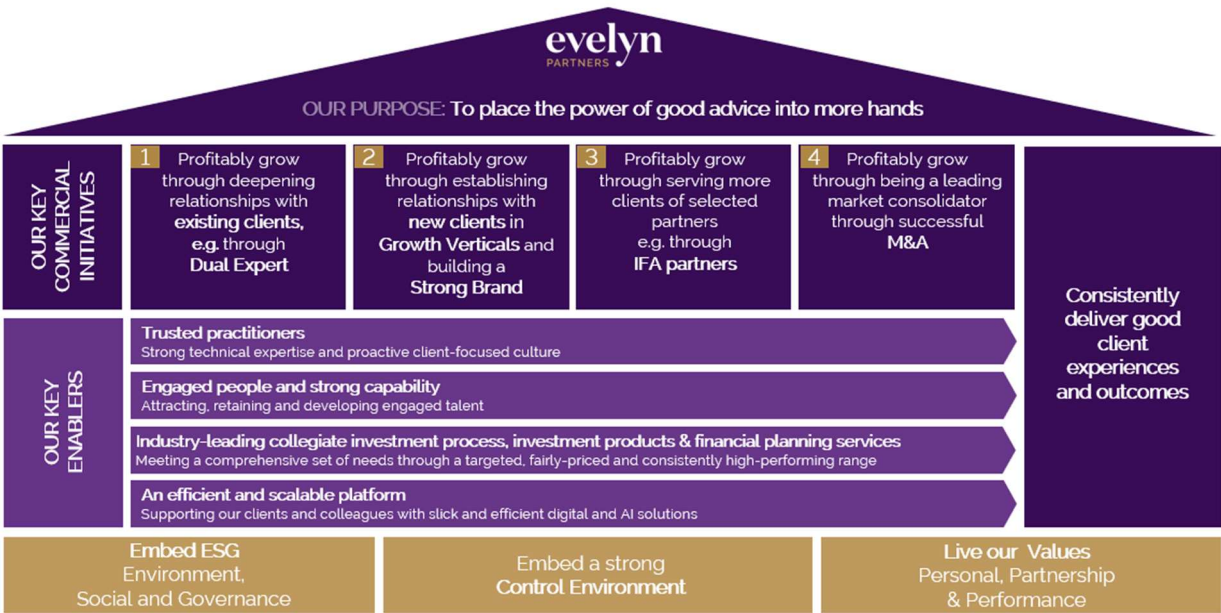 evelyn
PARTNERS
OUR PURPOSE: To place the power of good advice into more hands
OUR KEY
COMMERCIAL
INITIATIVES
1
Profitably grow
through deepening
relationships with
existing clients,
e.g. through
Dual Expert
2
Profitably grow
through establishing
relationships with
new clients in
Growth Verticals and
building a
Strong Brand
3
Profitably grow
through serving more
clients of selected
partners
e.g. through
IFA partners
4
Profitably grow
through being a leading
market consolidator
through successful
M&A
Consistently
deliver good
client
experiences
and outcomes
OUR KEY
ENABLERS
Trusted practitioners
Strong technical expertise and proactive client-focused culture
Engaged people and strong capability
Attracting, retaining and developing engaged talent
Industry-leading collegiate investment process, investment products & financial planning services
Meeting a comprehensive set of needs through a targeted, fairly-priced and consistently high-performing range
An efficient and scalable platform
Supporting our clients and colleagues with slick and efficient digital and AI solutions
Embed ESG
Environment,
Social and Governance
Embed a strong
Control Environment
Live our Values
Personal, Partnership
& Performance